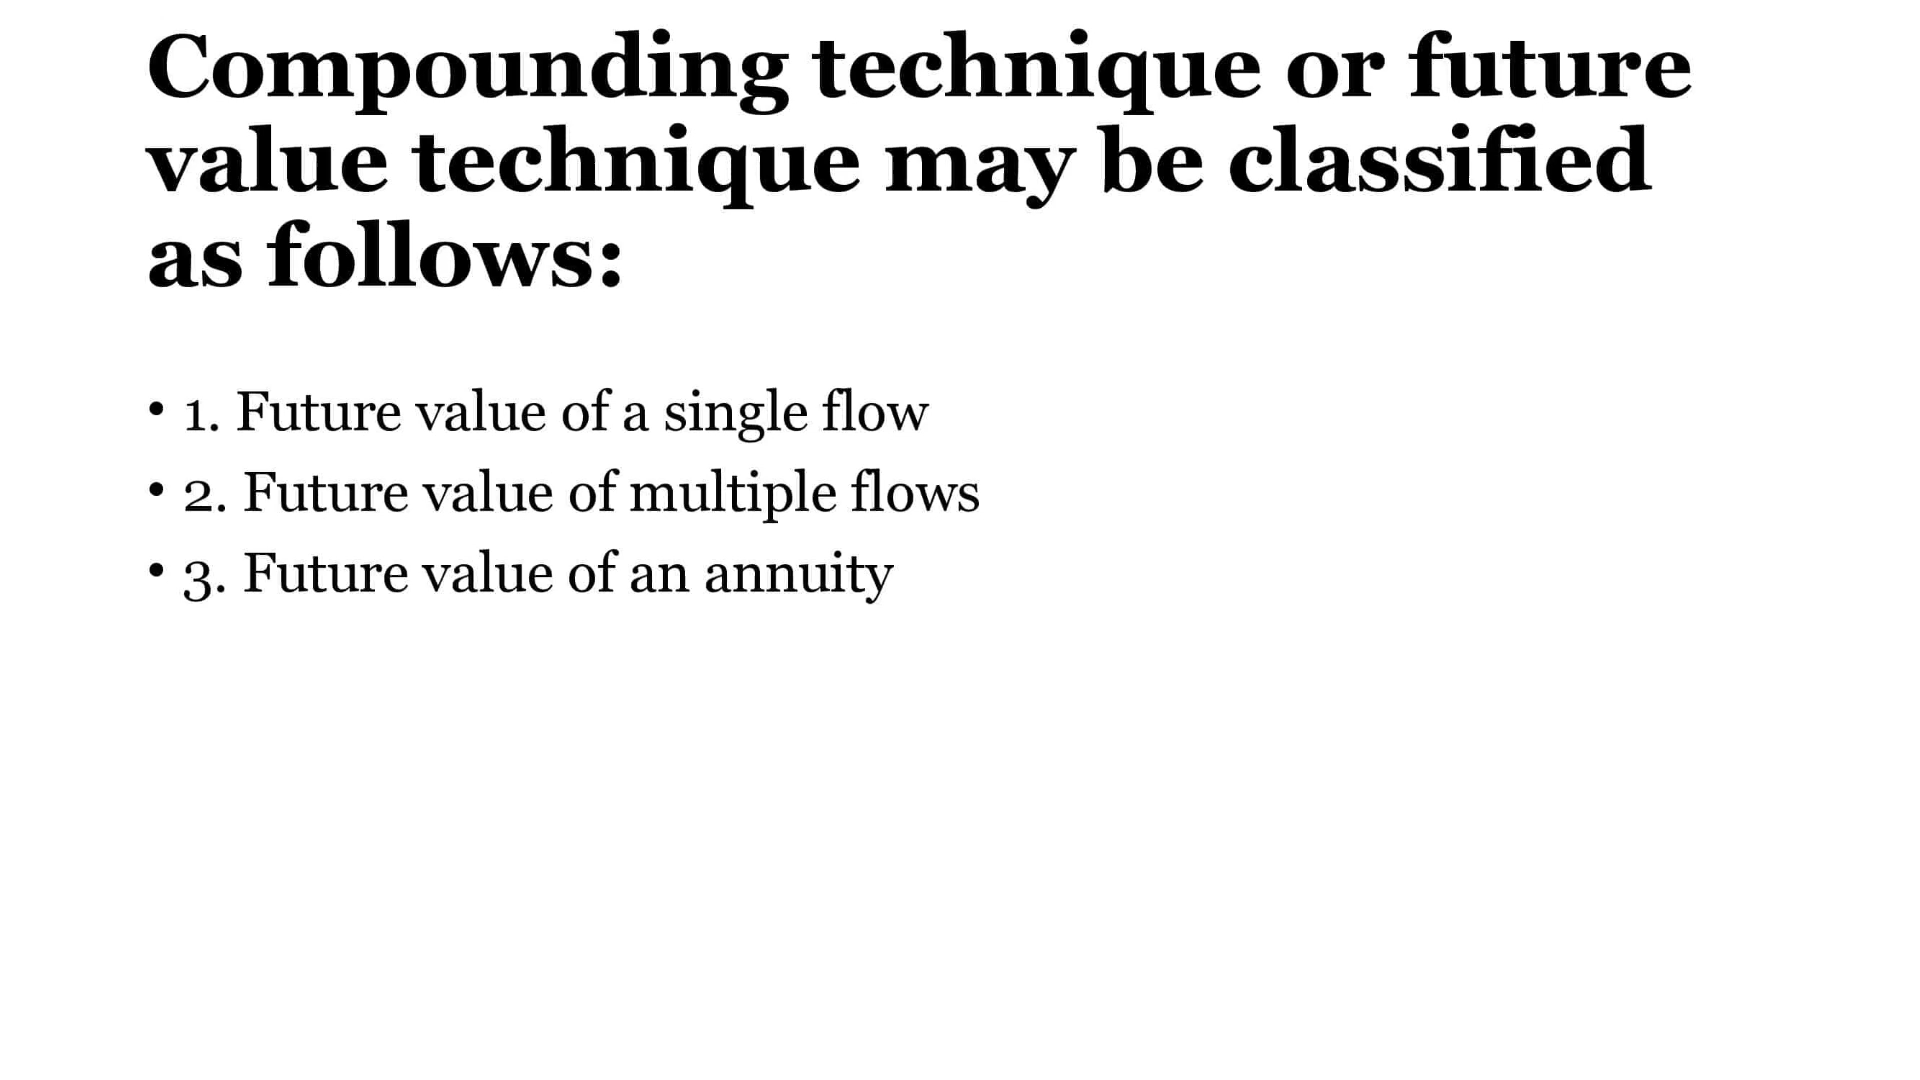 Compounding technique or future
value technique may be classified
as follows:
• 1. Future value of a single flow
• 2. Future value of multiple flows
• 3. Future value of an annuity